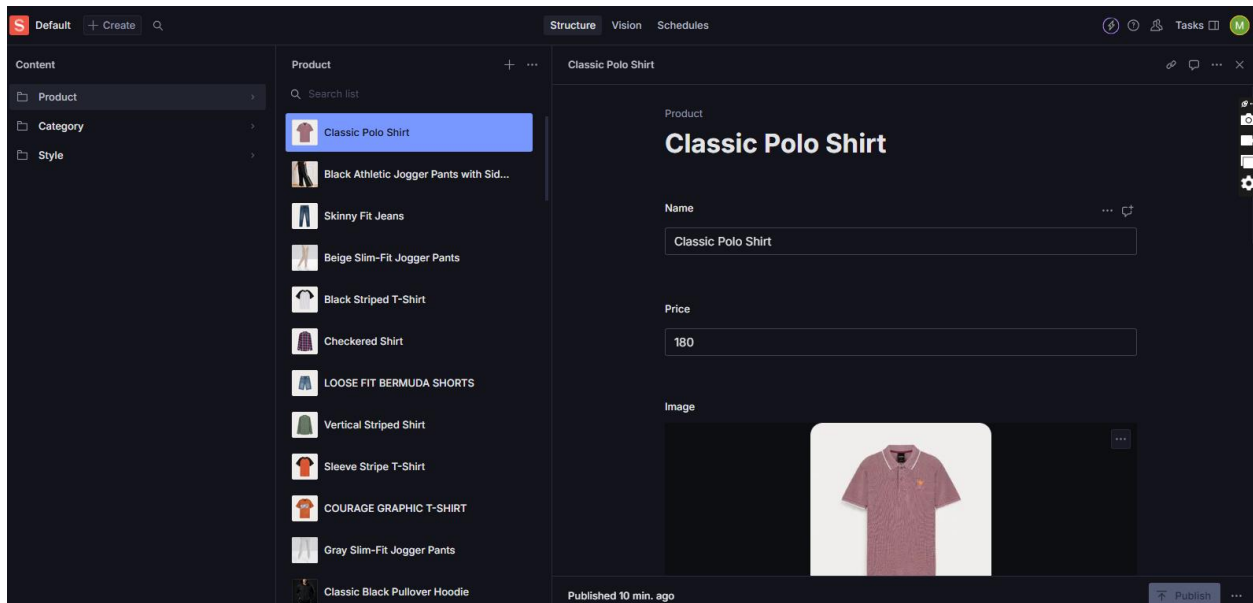 S Default Create Structure Vision Schedules Tasks M
Content
Product
Category
Style
Product
Search list
Classic Polo Shirt
Black Athletic Jogger Pants with Sid...
Skinny Fit Jeans
Beige Slim-Fit Jogger Pants
Black Striped T-Shirt
Checkered Shirt
LOOSE FIT BERMUDA SHORTS
Vertical Striped Shirt
Sleeve Stripe T-Shirt
COURAGE GRAPHIC T-SHIRT
Gray Slim-Fit Jogger Pants
Classic Black Pullover Hoodie
Classic Polo Shirt
Product
Classic Polo Shirt
Name
Classic Polo Shirt
Price
180
Image
Published 10 min. ago Publish